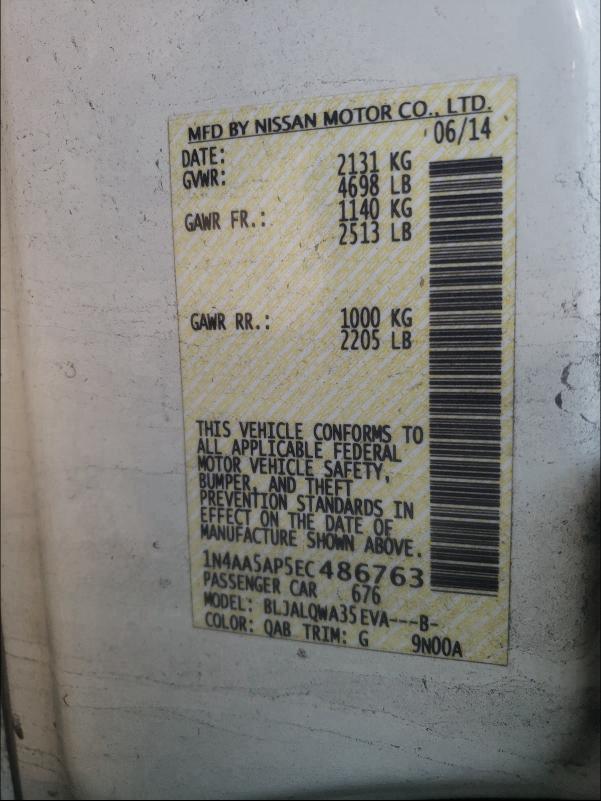 MFD BY NISSAN MOTOR CO., LTD.
DATE: 06/14
GVWR: 2131 KG
4698 LB
GAWR FR.: 1140 KG
2513 LB
GAWR RR.: 1000 KG
2205 LB
THIS VEHICLE CONFORMS TO
ALL APPLICABLE FEDERAL
MOTOR VEHICLE SAFETY,
BUMPER, AND THEFT
PREVENTION STANDARDS IN
EFFECT ON THE DATE OF
MANUFACTURE SHOWN ABOVE.
1N4AA5AP5EC486763
PASSENGER CAR 676
MODEL: BLJALQWA35EVA---B-
COLOR: QAB TRIM: G 9N00A